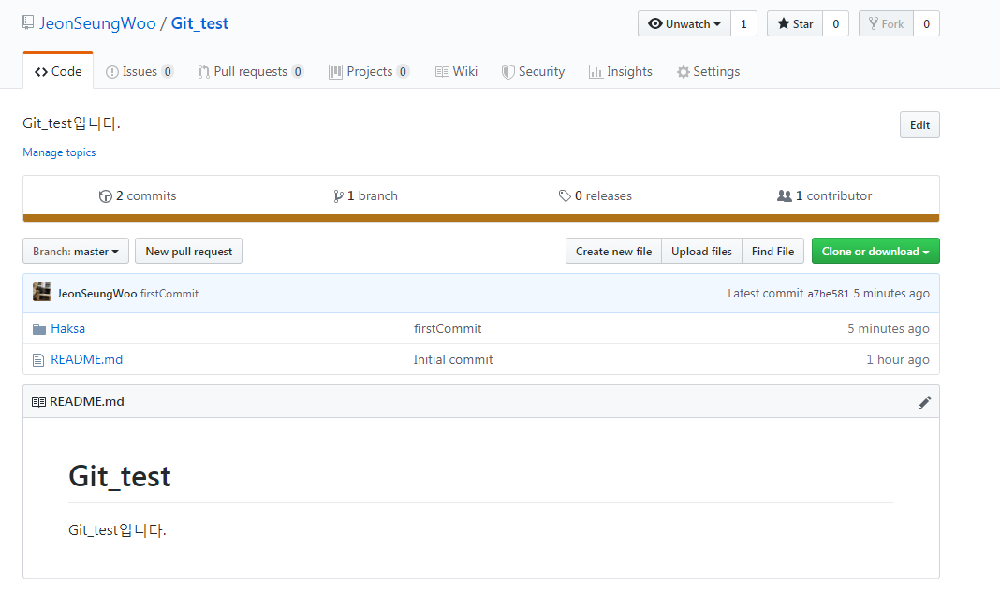 JeonSeungWoo / Git_test
Unwatch 1 Star 0 Fork 0
Code Issues 0 Pull requests 0 Projects 0 Wiki Security Insights Settings
Git_test입니다.
Edit
Manage topics
2 commits 1 branch 0 releases 1 contributor
Branch: master New pull request Create new file Upload files Find File Clone or download
JeonSeungWoo firstCommit Latest commit a7be581 5 minutes ago
Haksa firstCommit 5 minutes ago
README.md Initial commit 1 hour ago
README.md
Git_test
Git_test입니다.